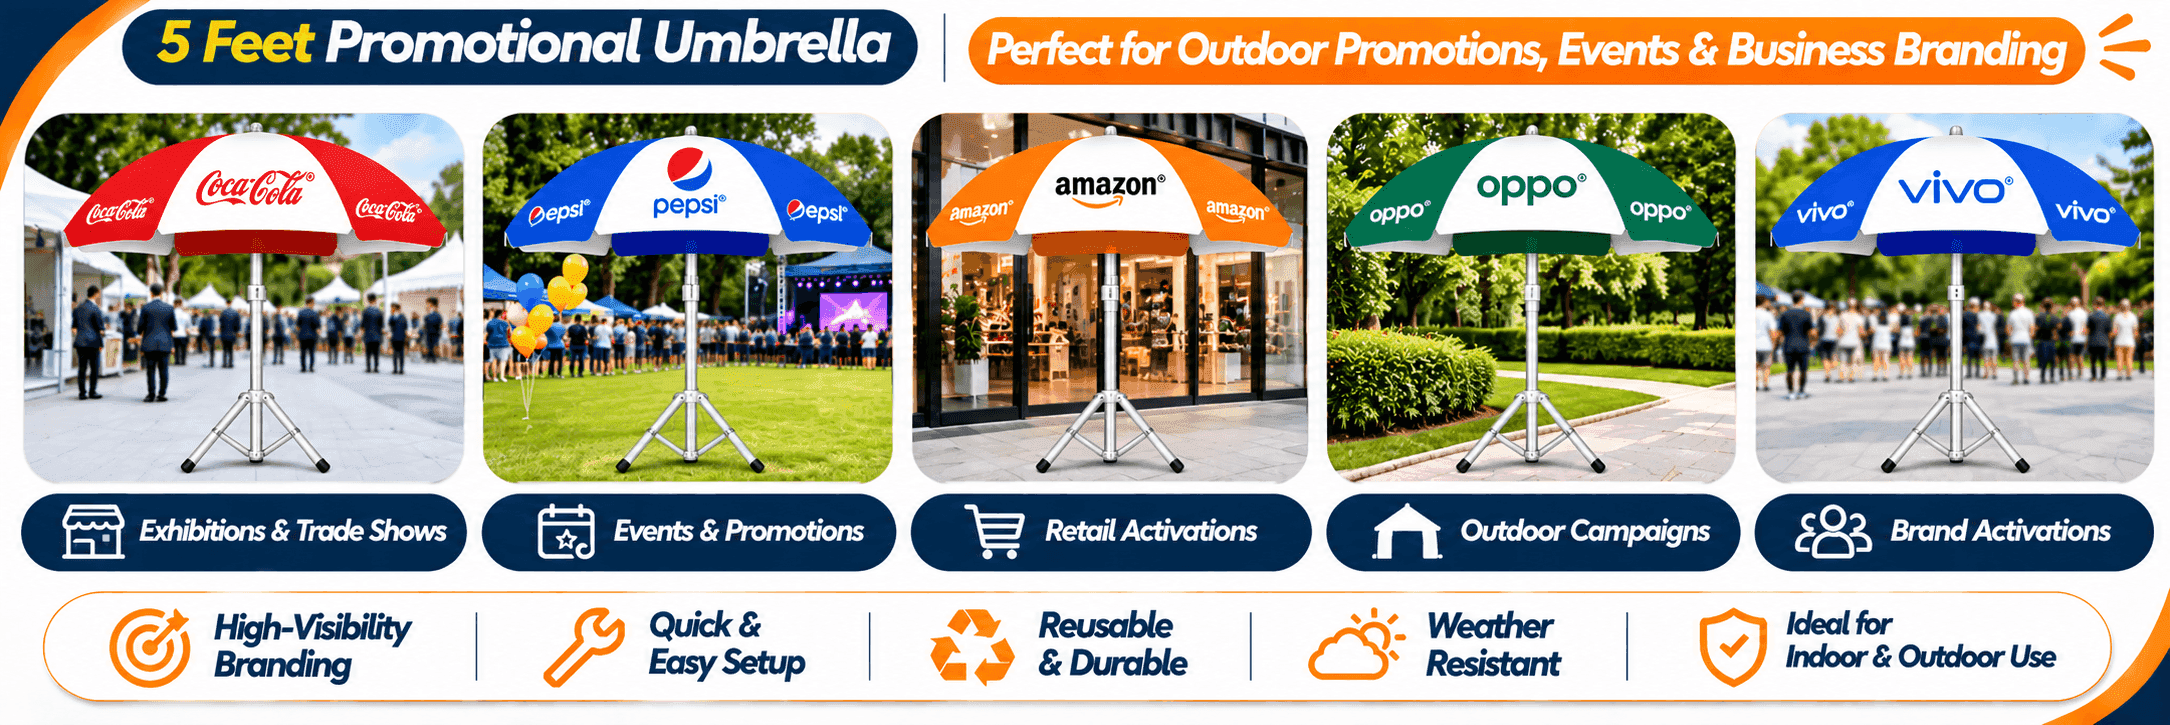 5 Feet Promotional Umbrella
Perfect for Outdoor Promotions, Events & Business Branding
Coca-Cola®
Coca-Cola®
Coca-Cola®
pepsi®
pepsi®
epsi®
amazon®
amazon®
amazon®
oppo®
oppo®
oppo®
vivo®
vivo®
vivo®
Exhibitions & Trade Shows
Events & Promotions
Retail Activations
Outdoor Campaigns
Brand Activations
High-Visibility
Branding
Quick &
Easy Setup
Reusable
& Durable
Weather
Resistant
Ideal for
Indoor & Outdoor Use